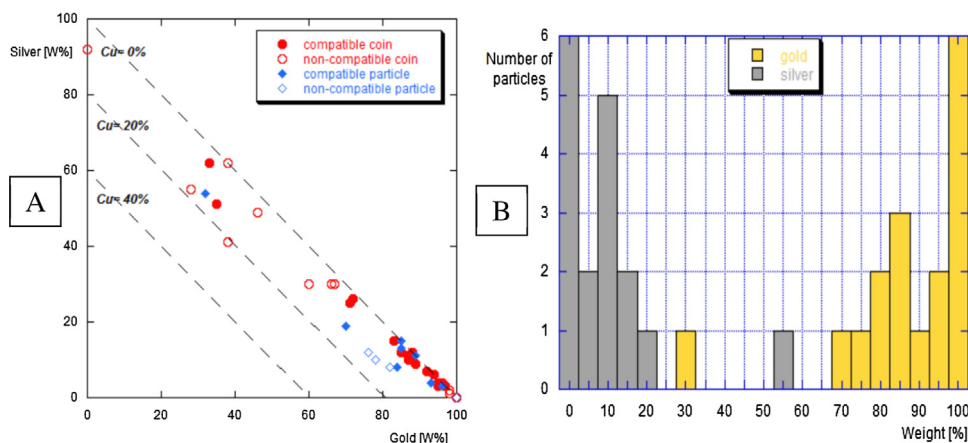 A
Silver [W%]
100
80
60
40
20
0
Cu= 0%
Cu= 20%
Cu= 40%
compatible coin
non-compatible coin
compatible particle
non-compatible particle
0
20
40
60
80
100
Gold [W%]
B
Number of
particles
6
5
4
3
2
1
0
gold
silver
0
10
20
30
40
50
60
70
80
90
100
Weight [%]